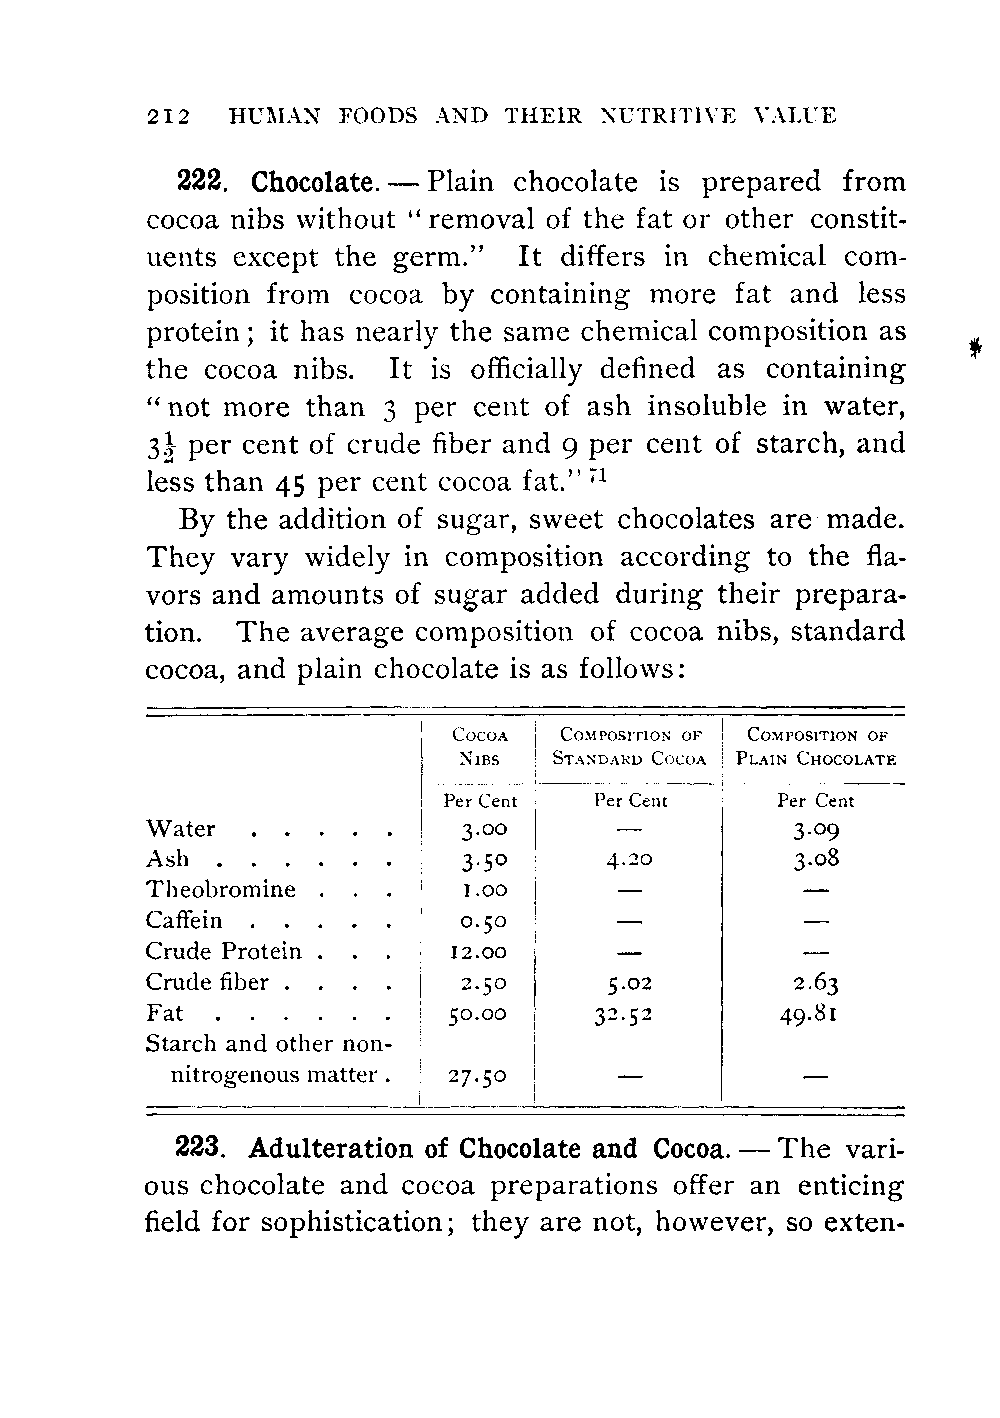 212 HUMAN FOODS AND THEIR NUTRITIVE VALUE
222. Chocolate. — Plain chocolate is prepared from
cocoa nibs without “removal of the fat or other constit-
uents except the germ.” It differs in chemical com-
position from cocoa by containing more fat and less
protein; it has nearly the same chemical composition as
the cocoa nibs. It is officially defined as containing
“not more than 3 per cent of ash insoluble in water,
3½ per cent of crude fiber and 9 per cent of starch, and
less than 45 per cent cocoa fat.” 71
By the addition of sugar, sweet chocolates are made.
They vary widely in composition according to the fla-
vors and amounts of sugar added during their prepara-
tion. The average composition of cocoa nibs, standard
cocoa, and plain chocolate is as follows:
Cocoa Composition of Composition of
Nibs Standard Cocoa Plain Chocolate
Per Cent Per Cent Per Cent
Water . . . . . 3.00 — 3.09
Ash . . . . . . 3.50 4.20 3.08
Theobromine . . . 1.00 — —
Caffein . . . . . 0.50 — —
Crude Protein . . . 12.00 — —
Crude fiber . . . . 2.50 5.02 2.63
Fat . . . . . . 50.00 32.52 49.81
Starch and other non-
nitrogenous matter . 27.50 — —
223. Adulteration of Chocolate and Cocoa. — The vari-
ous chocolate and cocoa preparations offer an enticing
field for sophistication; they are not, however, so exten-